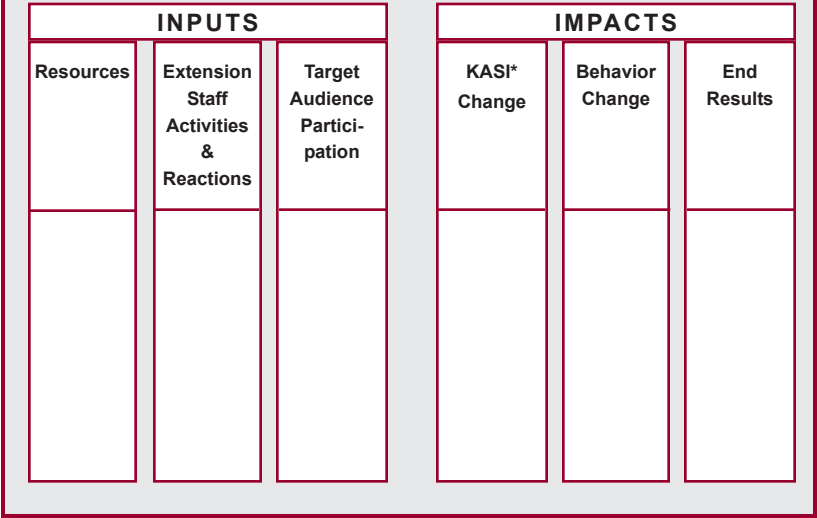 INPUTS
Resources
Extension
Staff
Activities
&
Reactions
Target
Audience
Partici-
pation
IMPACTS
KASI*
Change
Behavior
Change
End
Results